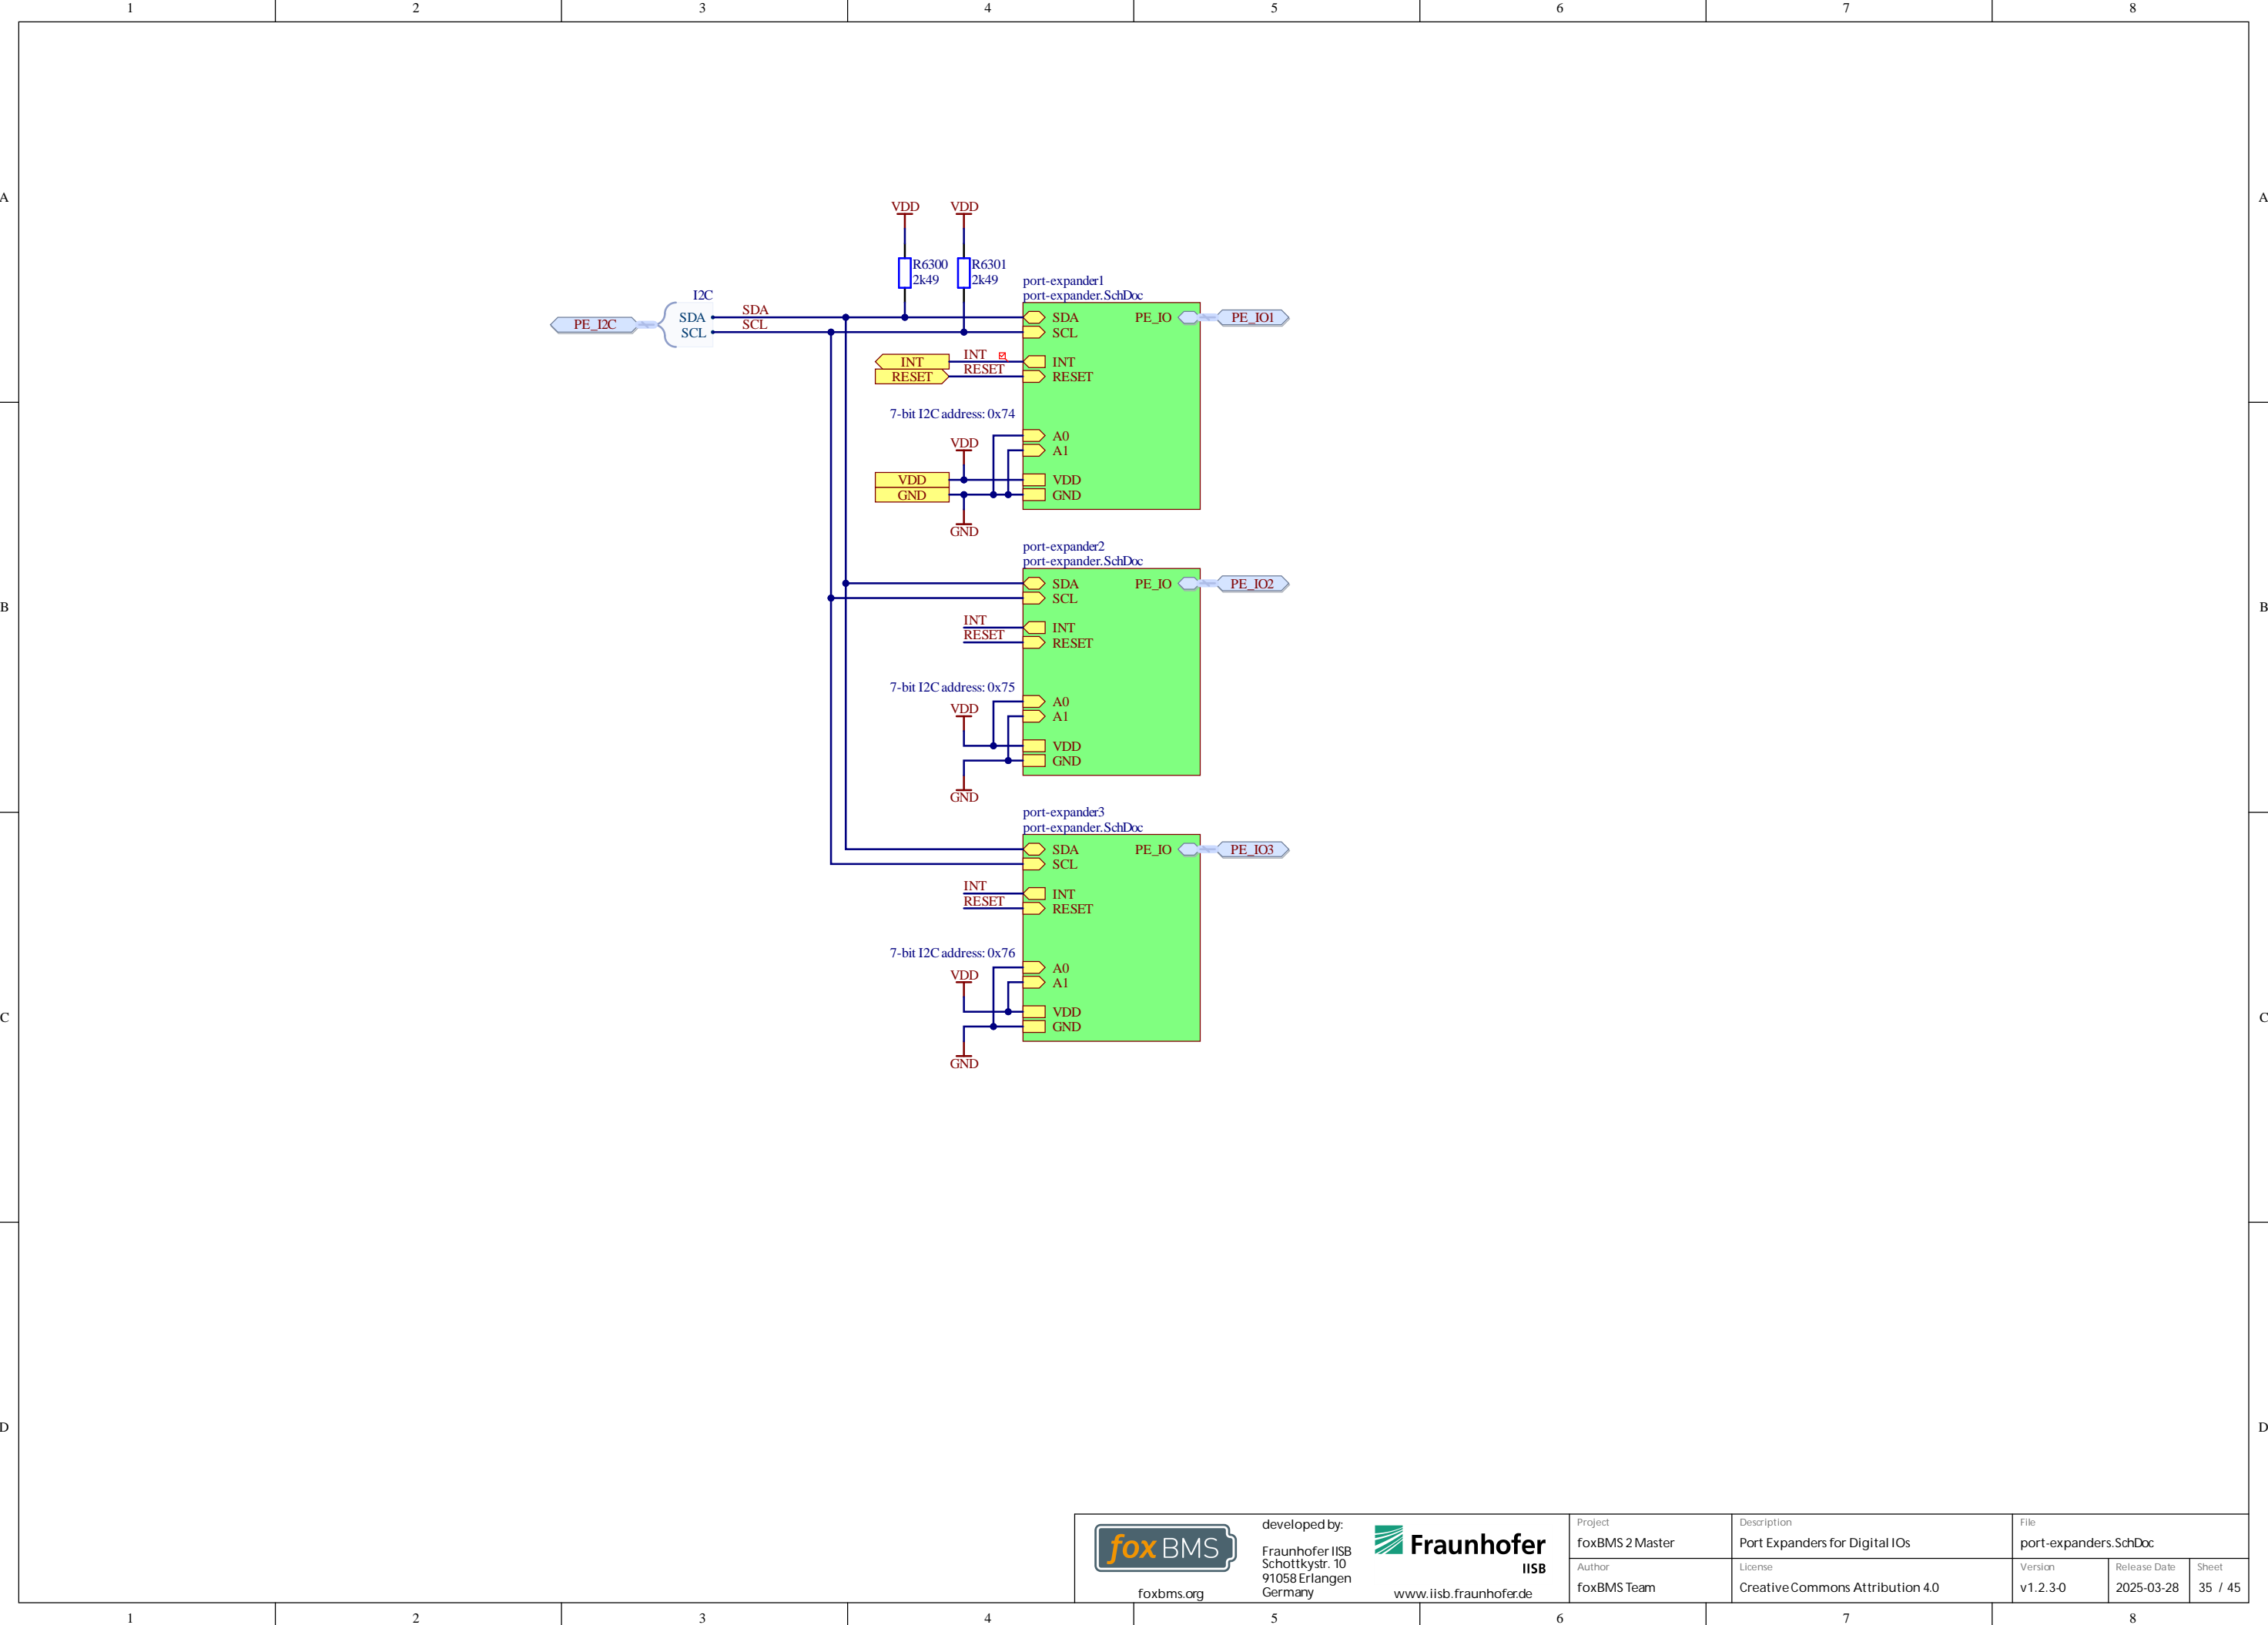 1 2 3 4 5 6 7 8
A A
VDD VDD
R6300 R6301
2k49 2k49
port-expander1
port-expander.SchDoc
I2C
PE_I2C
SDA SDA
SCL SCL
SDA PE_IO PE_IO1
SCL
INT INT INT
RESET RESET RESET
7-bit I2C address: 0x74
A0
VDD A1
VDD VDD
GND GND
GND
port-expander2
port-expander.SchDoc
SDA PE_IO PE_IO2
SCL
B B
INT INT
RESET RESET
7-bit I2C address: 0x75
A0
VDD A1
VDD
GND
GND
port-expander3
port-expander.SchDoc
SDA PE_IO PE_IO3
SCL
INT INT
RESET RESET
7-bit I2C address: 0x76
A0
VDD A1
VDD
C C
GND
GND
D D
foxBMS
foxbms.org
developed by:
Fraunhofer IISB
Schottkystr. 10
91058 Erlangen
Germany
Fraunhofer
IISB
www.iisb.fraunhofer.de
Project
foxBMS 2 Master
Description
Port Expanders for Digital IOs
File
port-expanders.SchDoc
Author
foxBMS Team
License
Creative Commons Attribution 4.0
Version
v1.2.3-0
Release Date
2025-03-28
Sheet
35 / 45
1 2 3 4 5 6 7 8